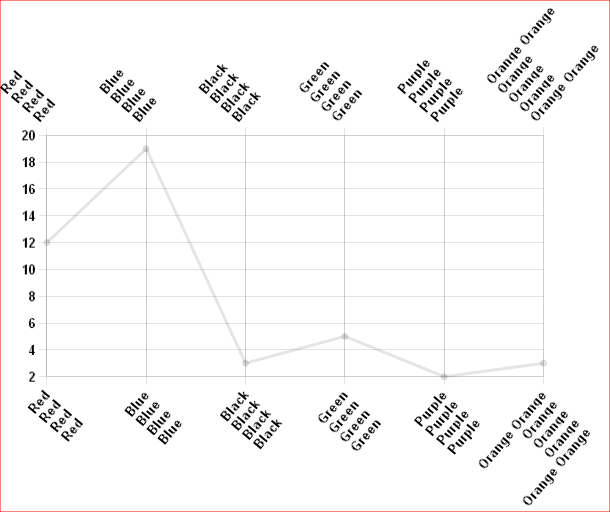 Red
Red
Red
Red
Blue
Blue
Blue
Blue
Black
Black
Black
Black
Green
Green
Green
Green
Purple
Purple
Purple
Purple
Orange Orange
Orange
Orange
Orange
Orange Orange
20
18
16
14
12
10
8
6
4
2
Red
Red
Red
Red
Blue
Blue
Blue
Blue
Black
Black
Black
Black
Green
Green
Green
Green
Purple
Purple
Purple
Purple
Orange Orange
Orange
Orange
Orange
Orange Orange